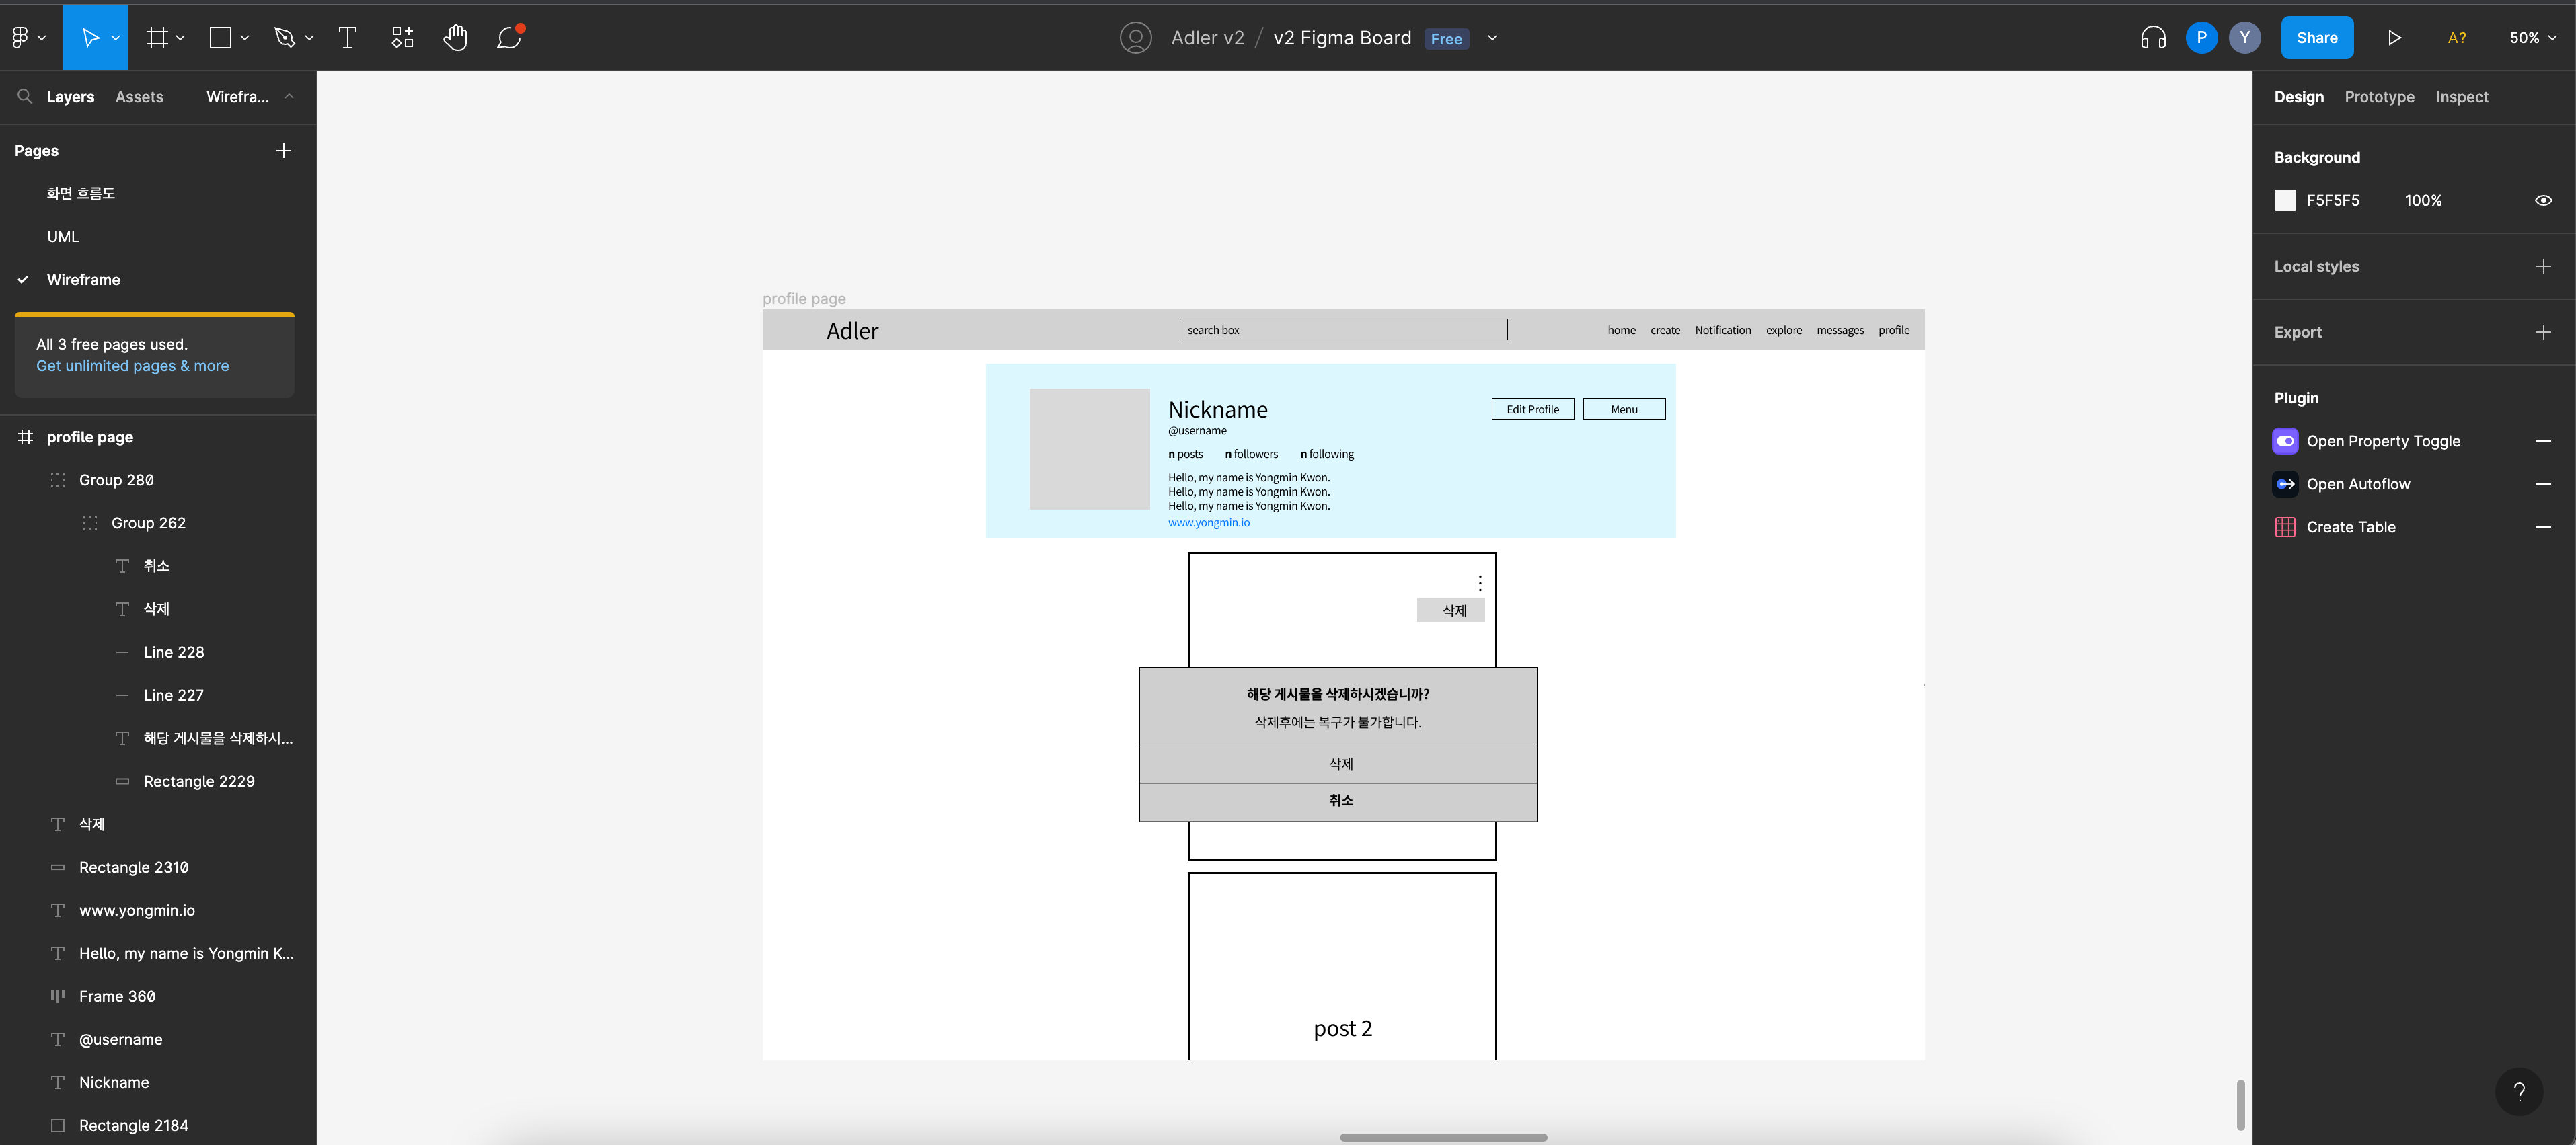 Adler v2 / v2 Figma Board Free
P
Y
Share
A?
50%
Layers
Assets
Wirefra...
Pages
화면 흐름도
UML
Wireframe
All 3 free pages used.
Get unlimited pages & more
profile page
Group 280
Group 262
취소
삭제
Line 228
Line 227
해당 게시물을 삭제하시...
Rectangle 2229
삭제
Rectangle 2310
www.yongmin.io
Hello, my name is Yongmin K...
Frame 360
@username
Nickname
Rectangle 2184
profile page
Adler
search box
home
create
Notification
explore
messages
profile
Nickname
@username
Edit Profile
Menu
n posts
n followers
n following
Hello, my name is Yongmin Kwon.
Hello, my name is Yongmin Kwon.
Hello, my name is Yongmin Kwon.
www.yongmin.io
삭제
해당 게시물을 삭제하시겠습니까?
삭제후에는 복구가 불가합니다.
삭제
취소
post 2
Design
Prototype
Inspect
Background
F5F5F5
100%
Local styles
Export
Plugin
Open Property Toggle
Open Autoflow
Create Table
?